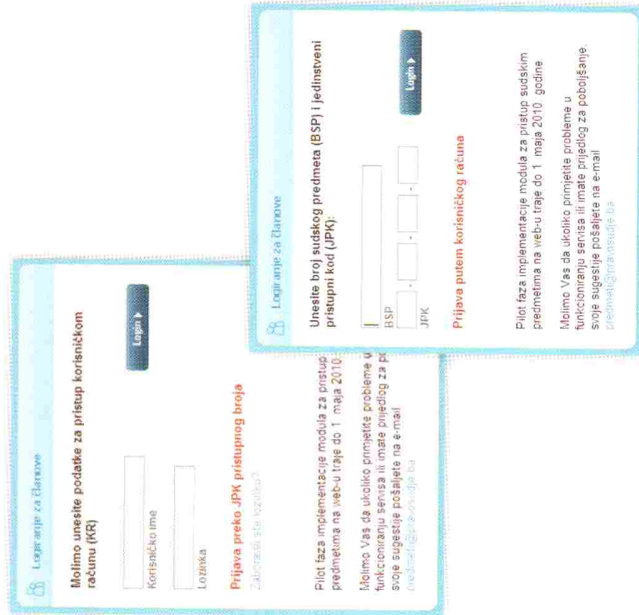 Logiranje za članove
Molimo unesite podatke za pristup korisničkom
računu (KR)
Korisničko ime
Lozinka
Login
Prijava preko JPK pristupnog broja
Zaboravili ste lozinku?
Pilot faza implementacije modula za pristup
predmetima na web-u traje do 1 maja 2010.
Molimo Vas da ukoliko primjetite probleme u
funkcioniranju servisa ili imate prijedlog za po
svoje sugestije pošaljete na e-mail
predmeti@pravosudje.ba
Logiranje za članove
Unesite broj sudskog predmeta (BSP) i jedinstveni
pristupni kod (JPK):
BSP
- - -
JPK
Login
Prijava putem korisničkog računa
Pilot faza implementacije modula za pristup sudskim
predmetima na web-u traje do 1 maja 2010 godine.
Molimo Vas da ukoliko primjetite probleme u
funkcioniranju servisa ili imate prijedlog za poboljšanje,
svoje sugestije pošaljete na e-mail
predmeti@pravosudje.ba